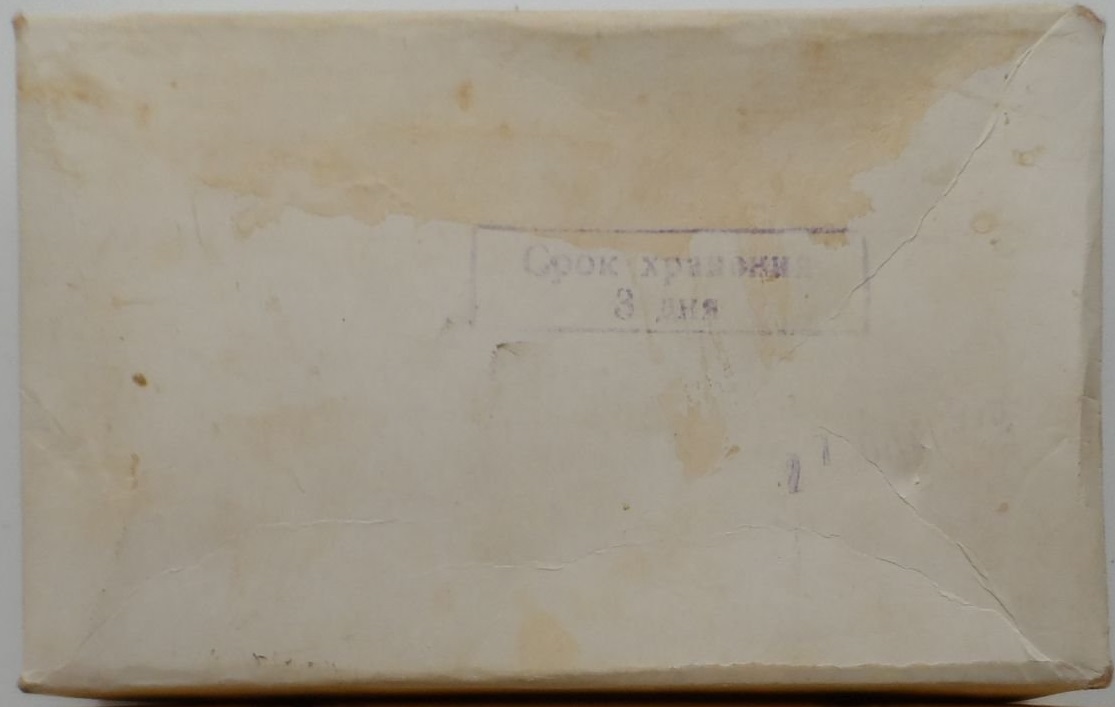 Срок хранения
3 дня